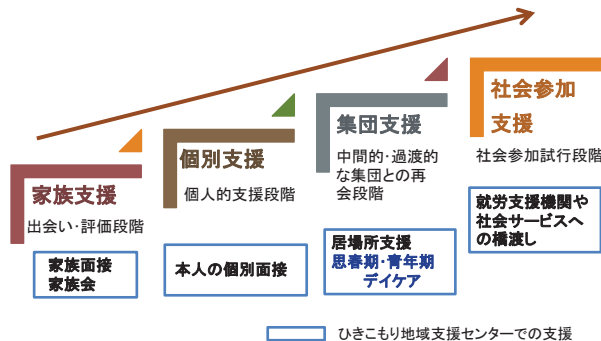 家族支援
出会い・評価段階
家族面接
家族会
個別支援
個人的支援段階
本人の個別面接
集団支援
中間的・過渡的
な集団との再
会段階
居場所支援
思春期・青年期
デイケア
社会参加
支援
社会参加試行段階
就労支援機関や
社会サービスへ
の橋渡し
ひきこもり地域支援センターでの支援